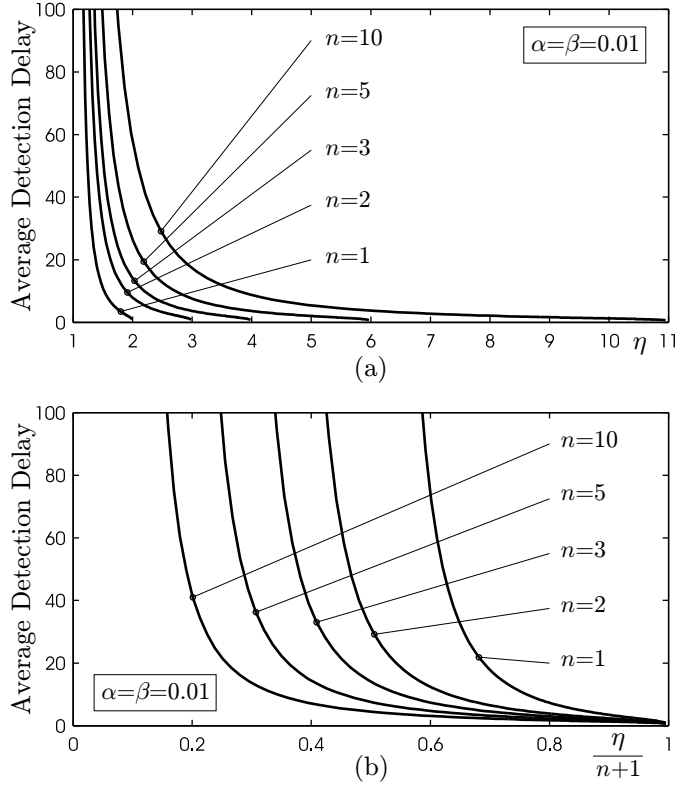 Average Detection Delay
100
80
60
40
20
0
n=10
n=5
n=3
n=2
n=1
α=β=0.01
1 2 3 4 5 6 7 8 9 10 η 11
(a)
Average Detection Delay
100
80
60
40
20
0
n=10
n=5
n=3
n=2
n=1
α=β=0.01
0 0.2 0.4 0.6 0.8 1
η
n+1
(b)